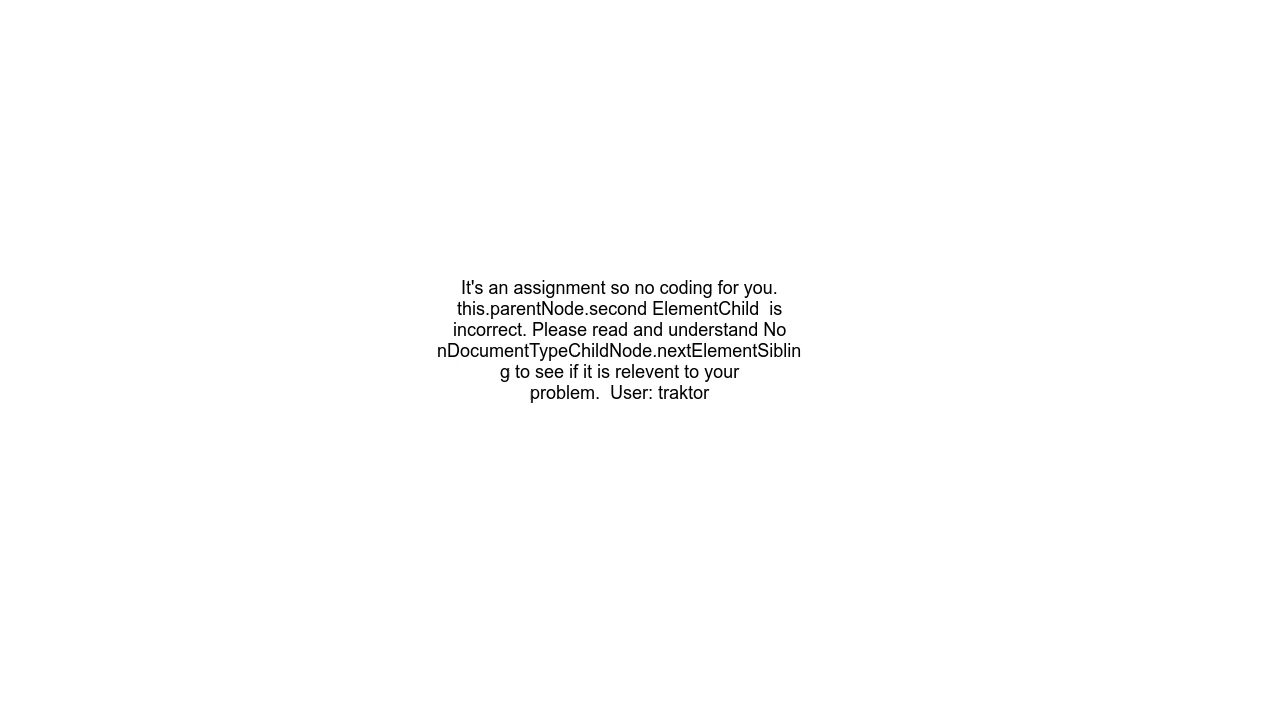 It's an assignment so no coding for you.
this.parentNode.second ElementChild  is
incorrect. Please read and understand No
nDocumentTypeChildNode.nextElementSiblin
g to see if it is relevent to your
problem.  User: traktor